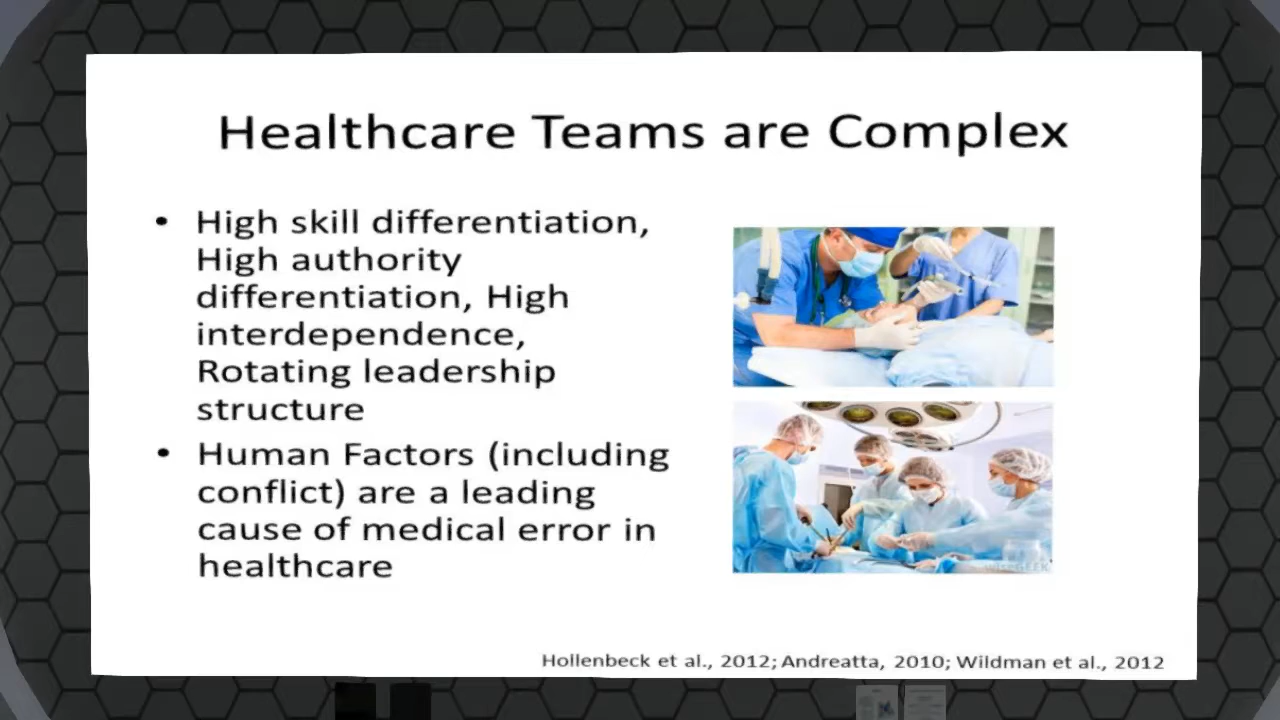 Healthcare Teams are Complex
• High skill differentiation,
High authority
differentiation, High
interdependence,
Rotating leadership
structure
• Human Factors (including
conflict) are a leading
cause of medical error in
healthcare
Hollenbeck et al., 2012; Andreatta, 2010; Wildman et al., 2012